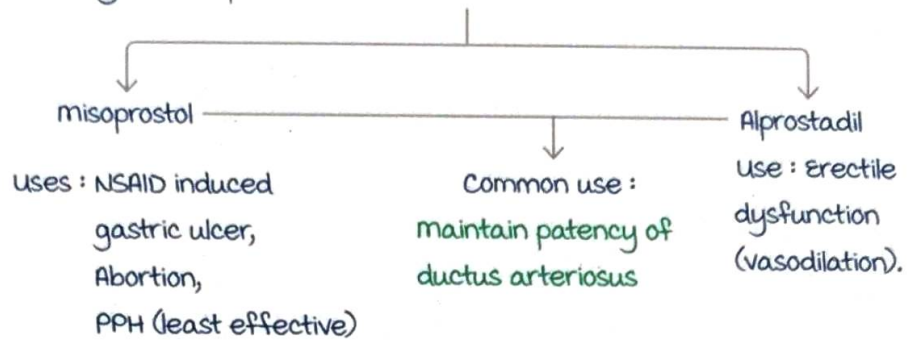 misoprostol
Alprostadil
uses : NSAID induced
gastric ulcer,
Abortion,
PPH (least effective)
Common use :
maintain patency of
ductus arteriosus
use : Erectile
dysfunction
(vasodilation).